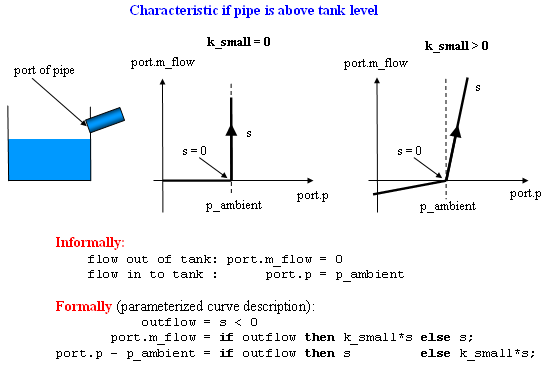 Characteristic if pipe is above tank level
k_small = 0
k_small > 0
port of pipe
port.m_flow
port.m_flow
s
s
s = 0
s = 0
port.p
port.p
p_ambient
p_ambient
Informally:
flow out of tank: port.m_flow = 0
flow in to tank : port.p = p_ambient
Formally (parameterized curve description):
outflow = s < 0
port.m_flow = if outflow then k_small*s else s;
port.p - p_ambient = if outflow then s else k_small*s;